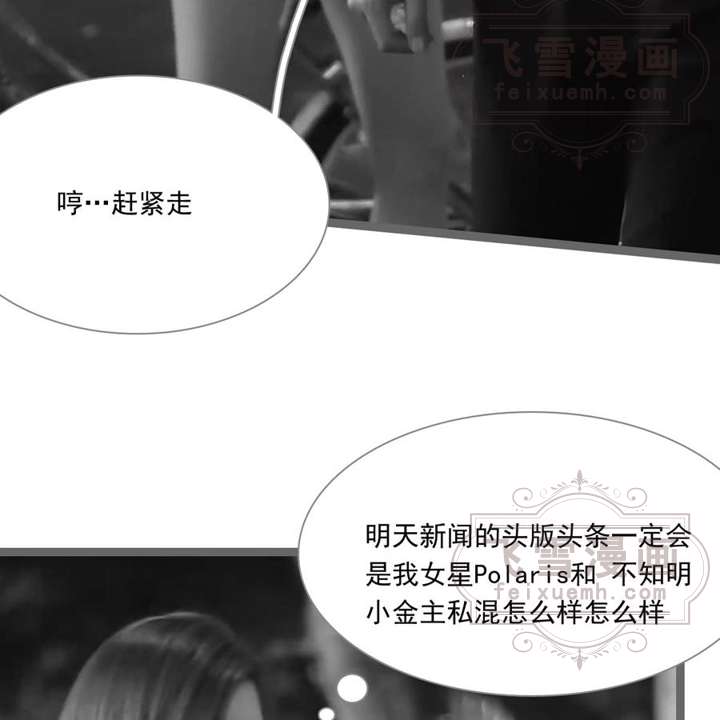 飞雪漫画
feixuemh.com
哼…赶紧走
明天新闻的头版头条一定会
是我女星Polaris和 不知明
小金主私混怎么样怎么样
飞雪漫画
feixuemh.com